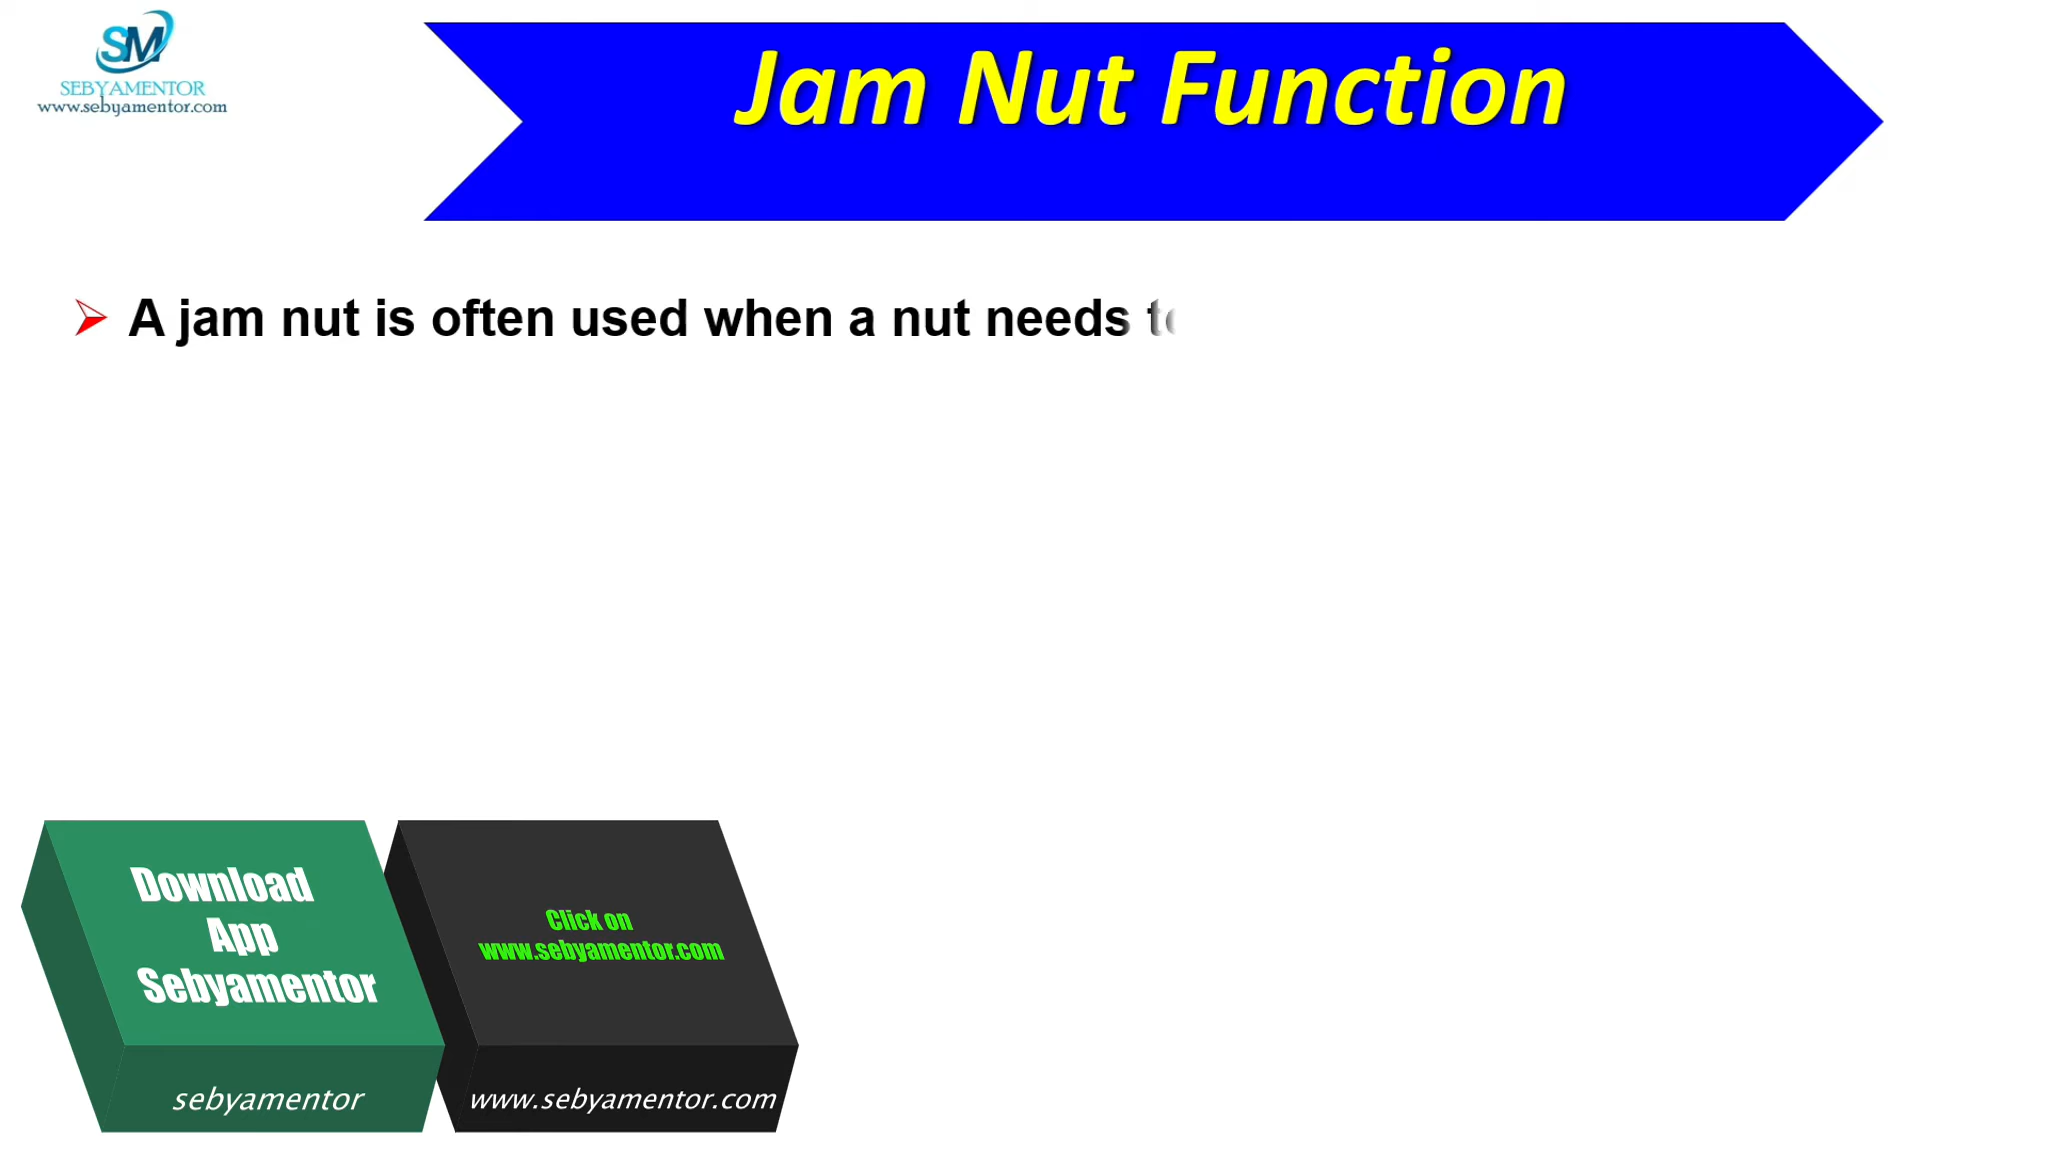 SM
SEBYAMENTOR
www.sebyamentor.com
Jam Nut Function
A jam nut is often used when a nut needs
Download
App
Sebyamentor
sebyamentor
Click on
www.sebyamentor.com
www.sebyamentor.com